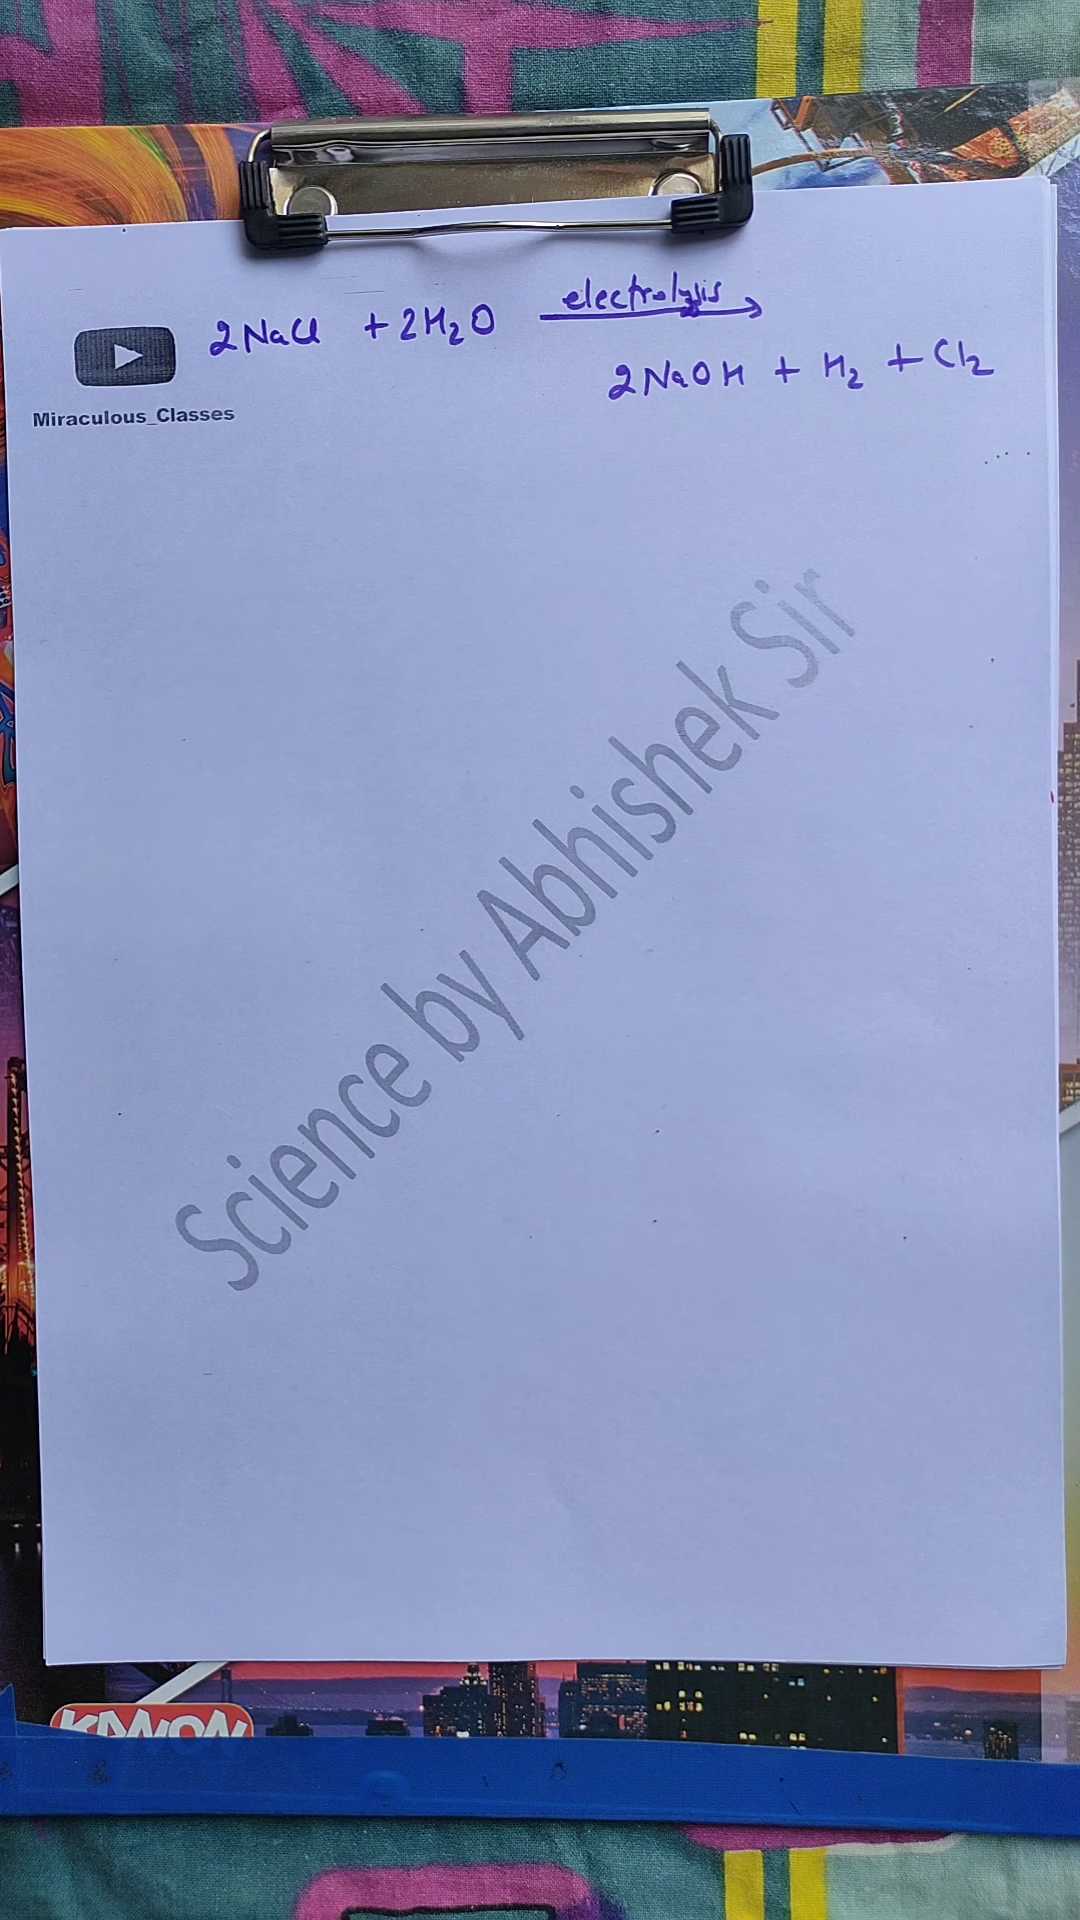 electrolysis
2NaCl + 2H₂O ⟶
2NaOH + H₂ + Cl₂
Miraculous_Classes
Science by Abhishek Sir